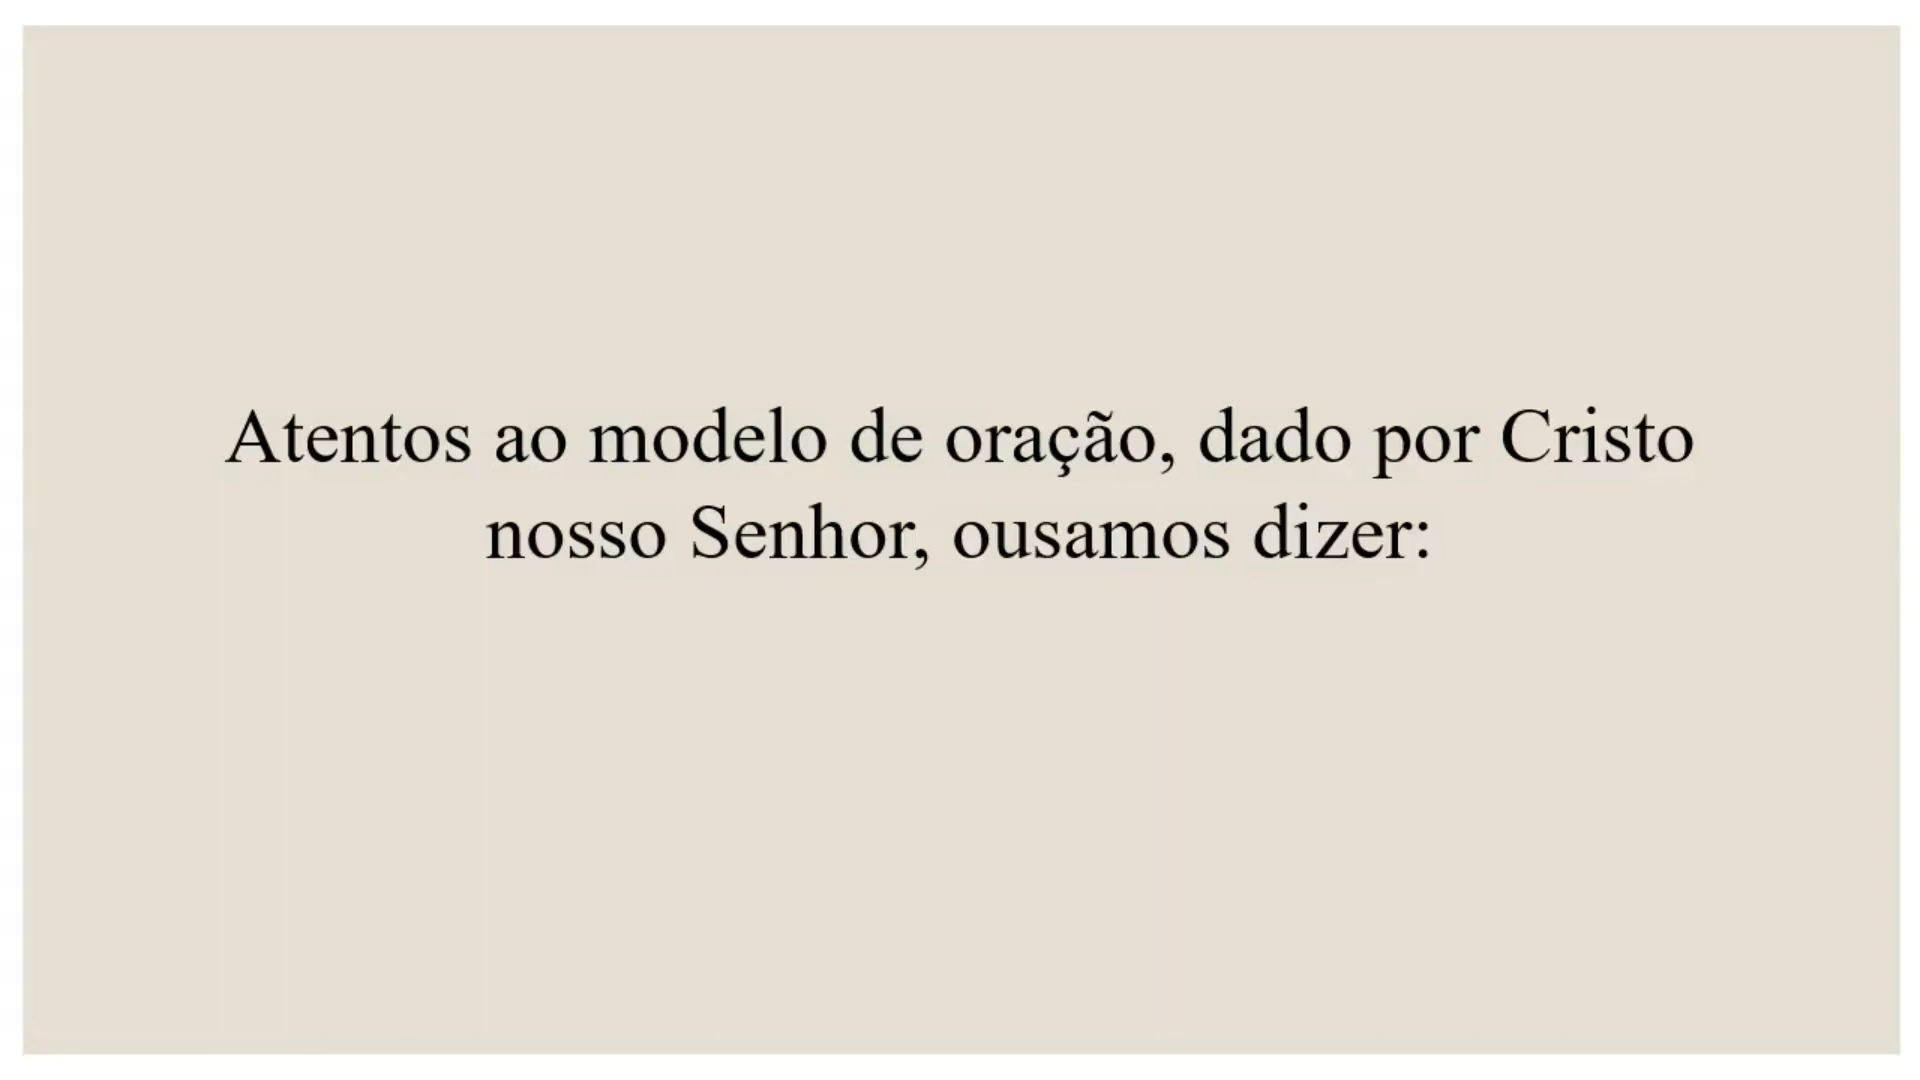 Atentos ao modelo de oração, dado por Cristo
nosso Senhor, ousamos dizer: